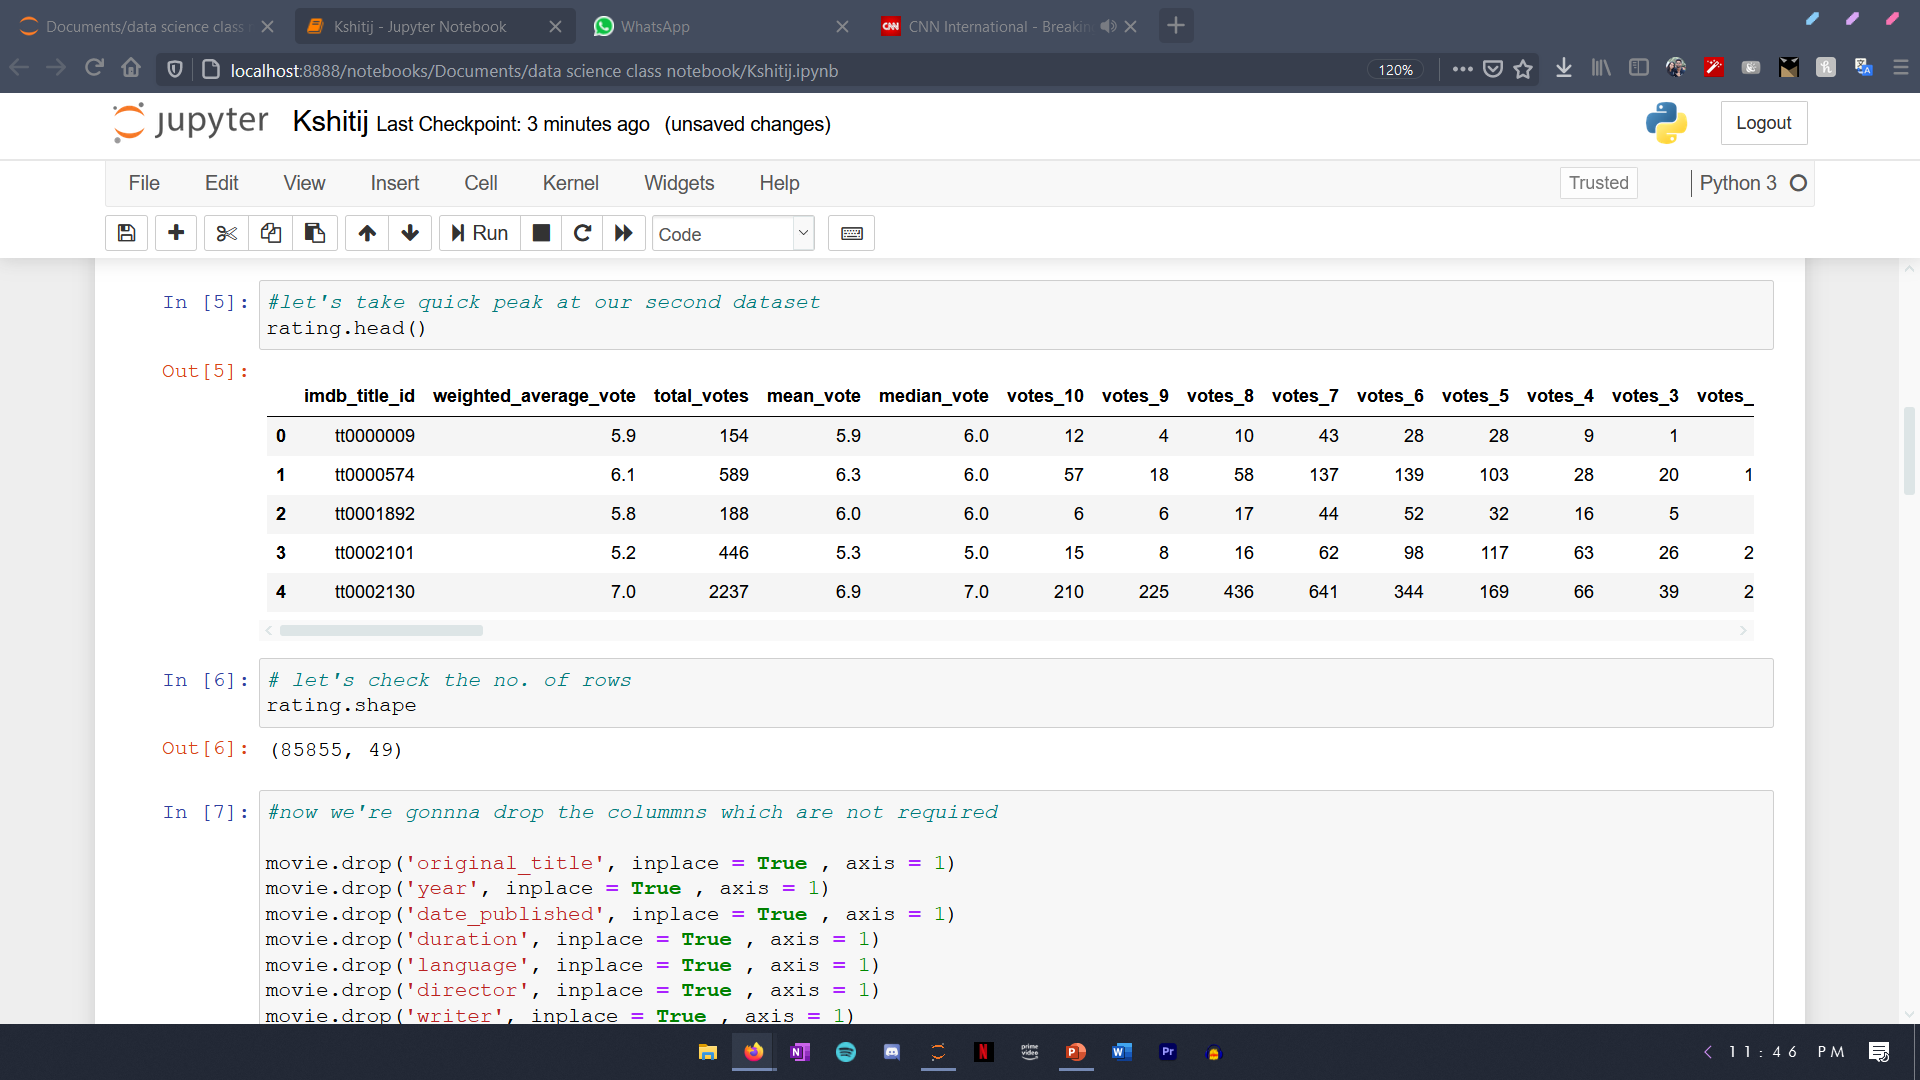 Documents/data science class
Kshitij - Jupyter Notebook
WhatsApp
CNN International - Breakin
localhost:8888/notebooks/Documents/data science class notebook/Kshitij.ipynb
120%
jupyter Kshitij Last Checkpoint: 3 minutes ago (unsaved changes)
Logout
File Edit View Insert Cell Kernel Widgets Help
Trusted
Python 3
Run
Code
In [5]: #let's take quick peak at our second dataset
rating.head()
Out[5]:
imdb_title_id weighted_average_vote total_votes mean_vote median_vote votes_10 votes_9 votes_8 votes_7 votes_6 votes_5 votes_4 votes_3 votes_
0 tt0000009 5.9 154 5.9 6.0 12 4 10 43 28 28 9 1
1 tt0000574 6.1 589 6.3 6.0 57 18 58 137 139 103 28 20 1
2 tt0001892 5.8 188 6.0 6.0 6 6 17 44 52 32 16 5
3 tt0002101 5.2 446 5.3 5.0 15 8 16 62 98 117 63 26 2
4 tt0002130 7.0 2237 6.9 7.0 210 225 436 641 344 169 66 39 2
In [6]: # let's check the no. of rows
rating.shape
Out[6]: (85855, 49)
In [7]: #now we're gonnna drop the colummns which are not required
movie.drop('original_title', inplace = True , axis = 1)
movie.drop('year', inplace = True , axis = 1)
movie.drop('date_published', inplace = True , axis = 1)
movie.drop('duration', inplace = True , axis = 1)
movie.drop('language', inplace = True , axis = 1)
movie.drop('director', inplace = True , axis = 1)
movie.drop('writer', inplace = True , axis = 1)
11:46 PM